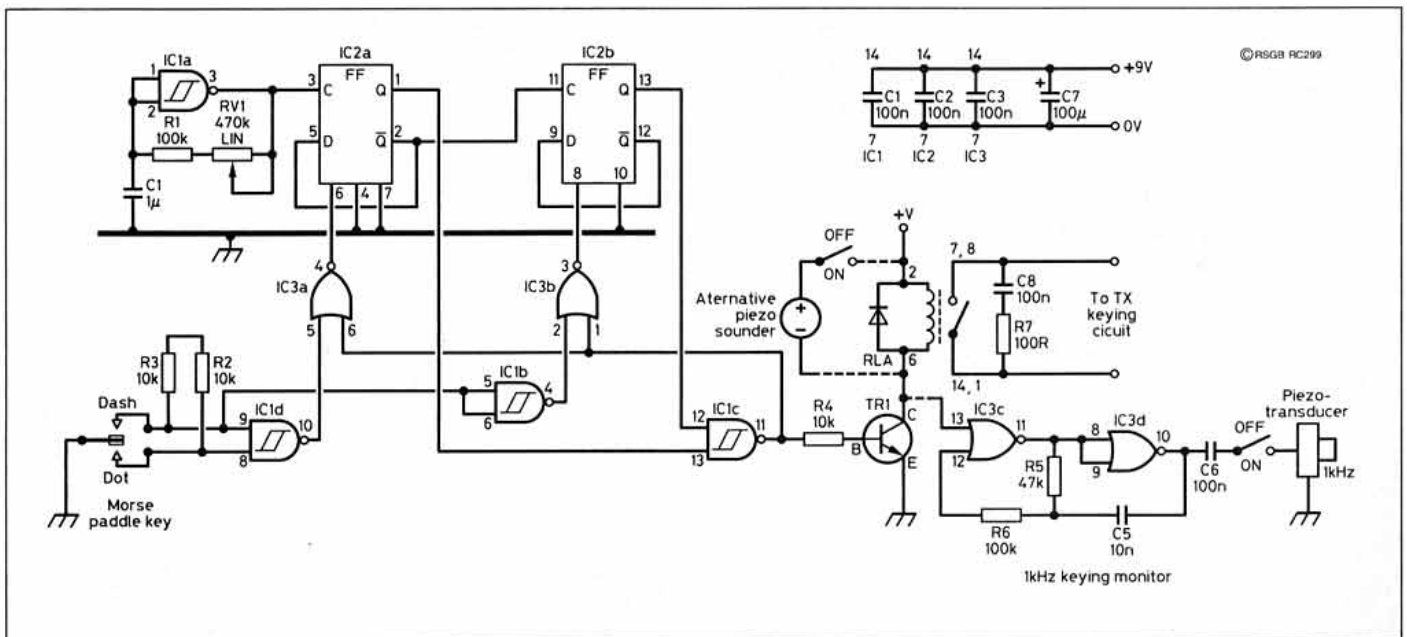 ©RSGB RC299
IC1a
1
2
3
R1
100k
RV1
470k
LIN
C1
1µ
IC2a
FF
3
C
5
D
Q
1
Q
2
6
4
7
IC2b
FF
11
C
9
D
Q
13
Q
12
8
10
14
14
14
+9V
C1
100n
C2
100n
C3
100n
+
C7
100µ
0V
7
IC1
7
IC2
7
IC3
IC3a
4
5
6
IC3b
3
2
1
R3
10k
R2
10k
Dash
Dot
Morse
paddle key
IC1d
9
8
10
IC1b
5
6
4
IC1c
12
13
11
R4
10k
TR1
B
C
E
+V
OFF
ON
Aternative
piezo
sounder
+
–
2
RLA
6
7, 8
14, 1
C8
100n
R7
100R
To TX
keying
cicuit
IC3c
13
12
11
R5
47k
R6
100k
IC3d
8
9
10
C5
10n
C6
100n
OFF
ON
Piezo-
transducer
1kHz
1kHz keying monitor